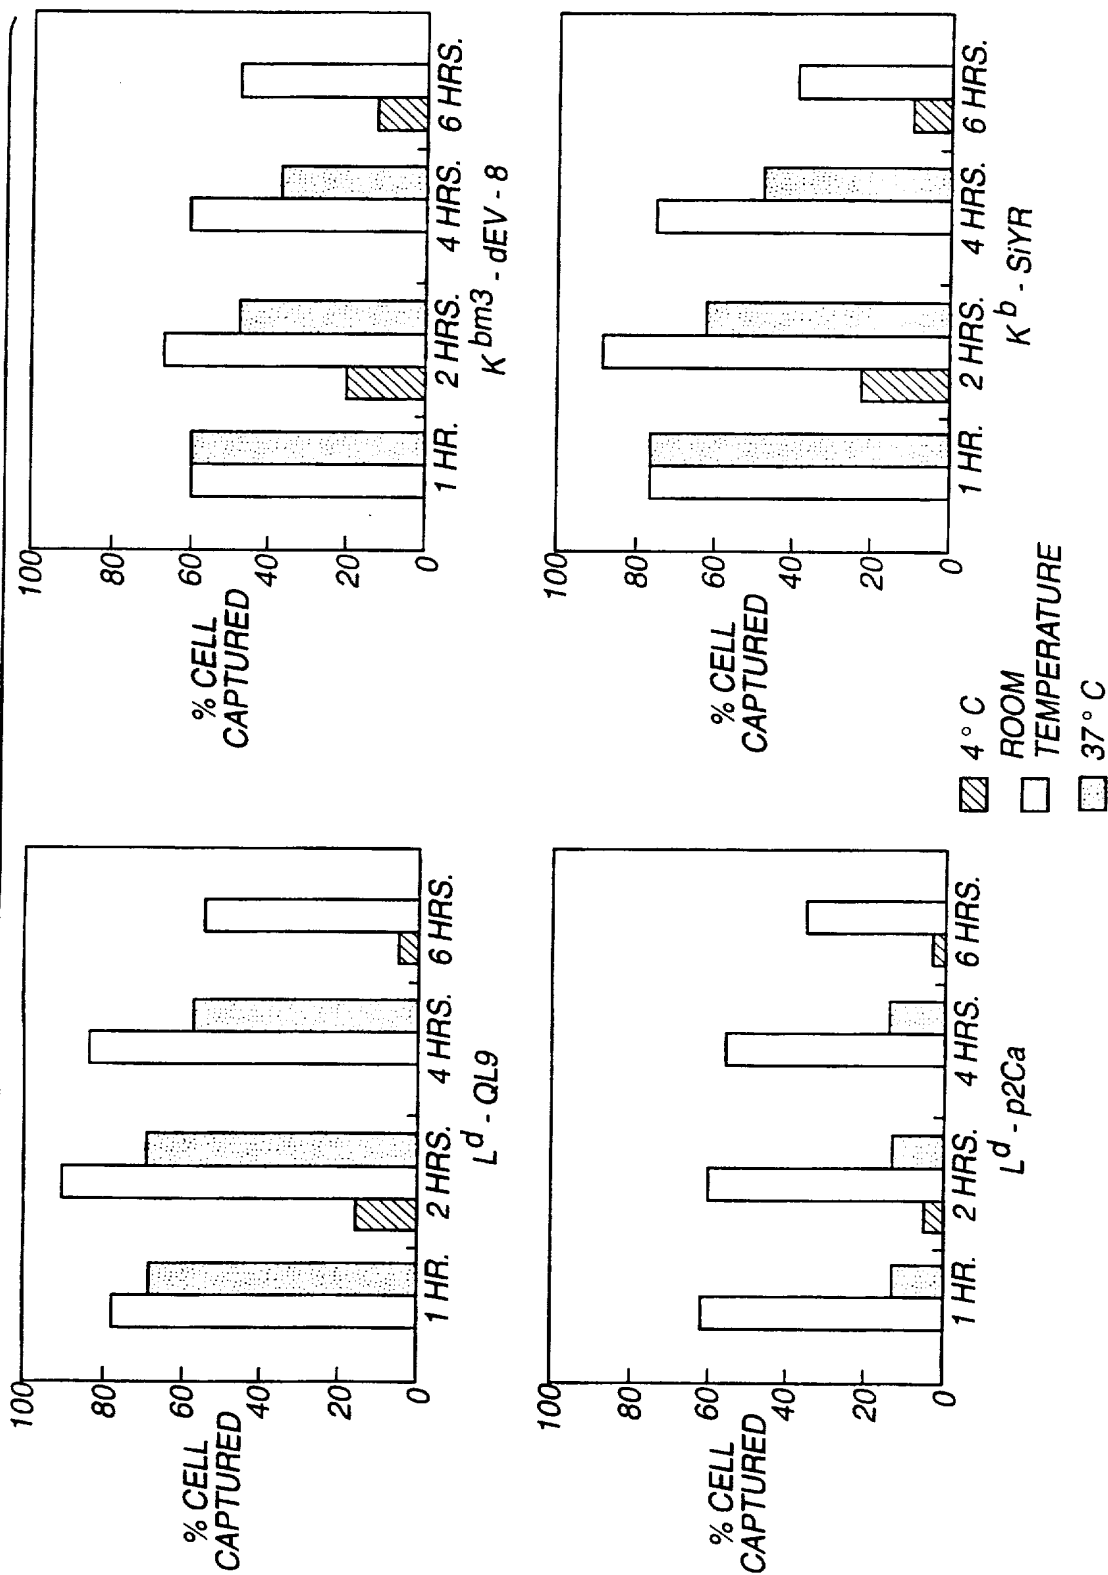 100
80
60
40
20
0
% CELL
CAPTURED
1 HR.
2 HRS.
4 HRS.
6 HRS.
L^d - QL9
100
80
60
40
20
0
% CELL
CAPTURED
1 HR.
2 HRS.
4 HRS.
6 HRS.
K^bm3 - dEV - 8
100
80
60
40
20
0
% CELL
CAPTURED
1 HR.
2 HRS.
4 HRS.
6 HRS.
L^d - p2Ca
100
80
60
40
20
0
% CELL
CAPTURED
1 HR.
2 HRS.
4 HRS.
6 HRS.
K^b - SiYR
4° C
ROOM
TEMPERATURE
37° C